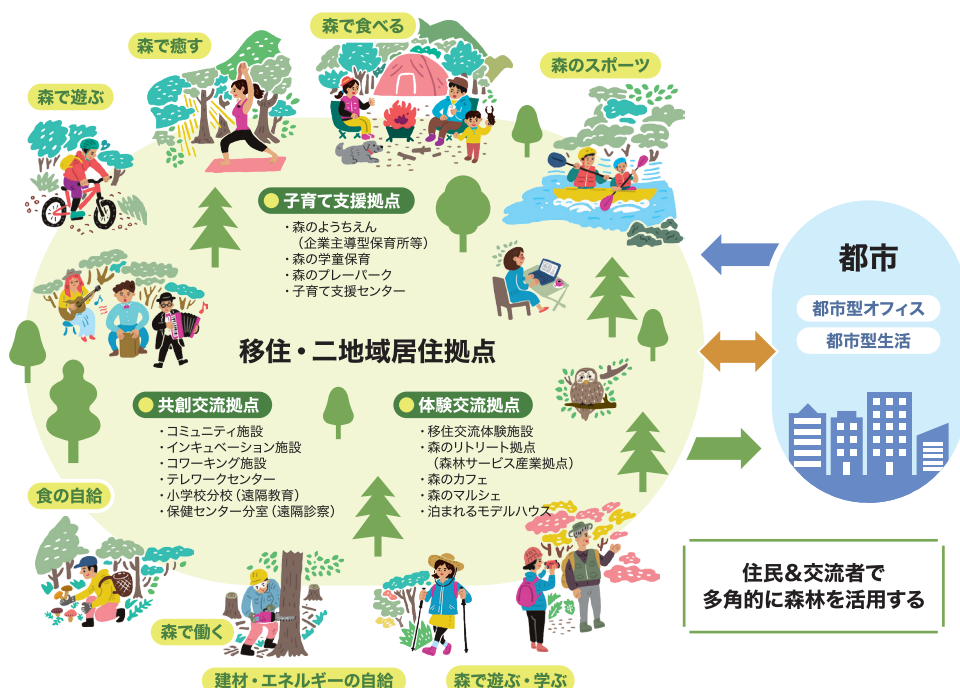 森で食べる
森で癒す
森のスポーツ
森で遊ぶ
子育て支援拠点
・森のようちえん
（企業主導型保育所等）
・森の学童保育
・森のプレーパーク
・子育て支援センター
都市
都市型オフィス
都市型生活
移住・二地域居住拠点
共創交流拠点
・コミュニティ施設
・インキュベーション施設
・コワーキング施設
・テレワークセンター
・小学校分校（遠隔教育）
・保健センター分室（遠隔診察）
体験交流拠点
・移住交流体験施設
・森のリトリート拠点
（森林サービス産業拠点）
・森のカフェ
・森のマルシェ
・泊まれるモデルハウス
食の自給
住民&交流者で
多角的に森林を活用する
森で働く
建材・エネルギーの自給
森で遊ぶ・学ぶ